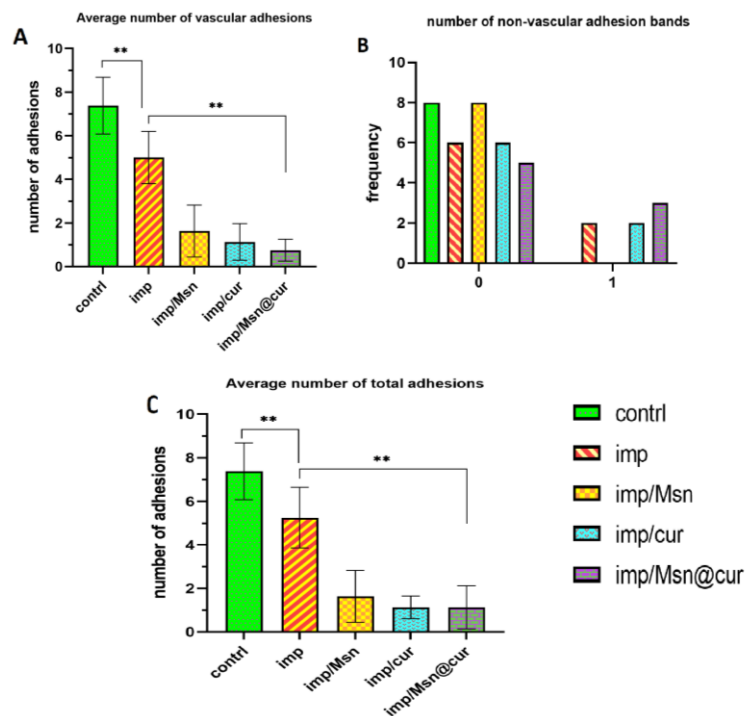 Average number of vascular adhesions
A
number of adhesions
10
8
6
4
2
0
**
**
contrl
imp
imp/Msn
imp/cur
imp/Msn@cur
number of non-vascular adhesion bands
B
frequency
10
8
6
4
2
0
0
1
Average number of total adhesions
C
number of adhesions
10
8
6
4
2
0
**
**
contrl
imp
imp/Msn
imp/cur
imp/Msn@cur
contrl
imp
imp/Msn
imp/cur
imp/Msn@cur